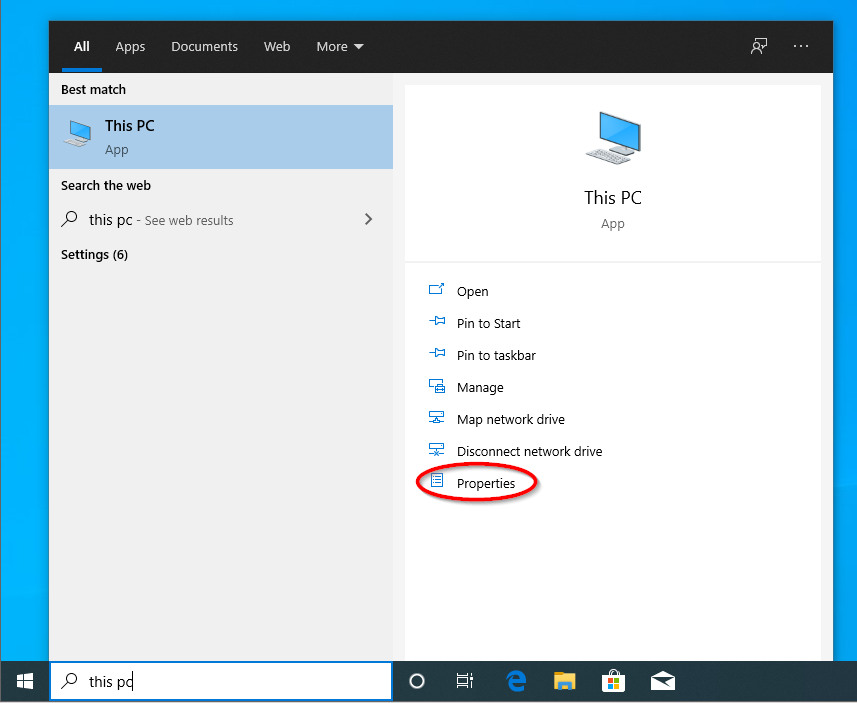 All Apps Documents Web More
Best match
This PC
App
Search the web
this pc - See web results
Settings (6)
This PC
App
Open
Pin to Start
Pin to taskbar
Manage
Map network drive
Disconnect network drive
Properties
this pc